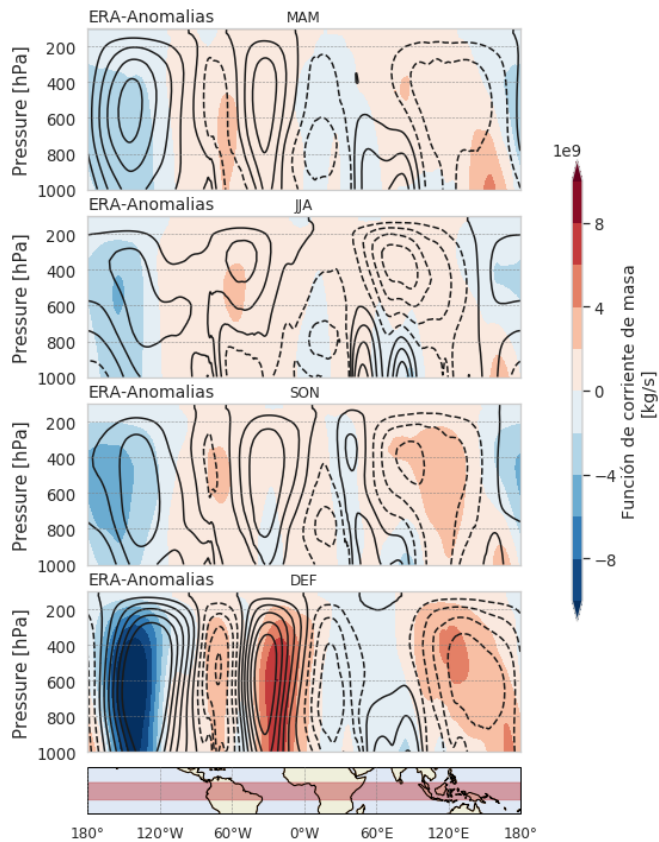 ERA-Anomalias MAM
200
400
600
800
1000
Pressure [hPa]
ERA-Anomalias JJA
200
400
600
800
1000
Pressure [hPa]
ERA-Anomalias SON
200
400
600
800
1000
Pressure [hPa]
ERA-Anomalias DEF
200
400
600
800
1000
Pressure [hPa]
180° 120°W 60°W 0°W 60°E 120°E 180°
1e9
8
4
0
−4
−8
Función de corriente de masa
[kg/s]